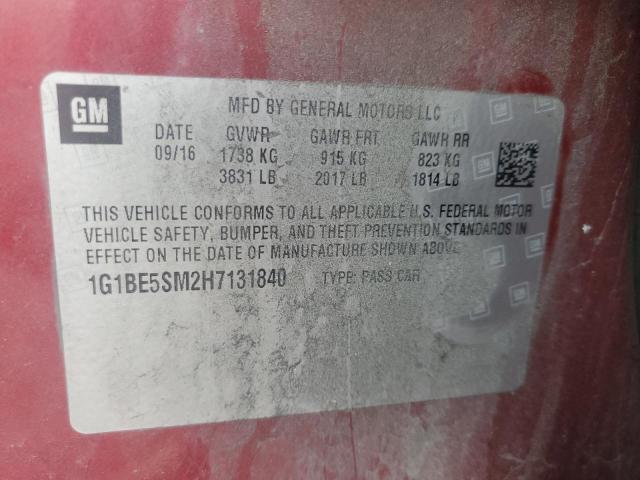 GM
MFD BY GENERAL MOTORS LLC
DATE GVWR GAWR FRT GAWR RR
09/16 1738 KG 915 KG 823 KG
3831 LB 2017 LB 1814 LB
THIS VEHICLE CONFORMS TO ALL APPLICABLE U.S. FEDERAL MOTOR
VEHICLE SAFETY, BUMPER, AND THEFT PREVENTION STANDARDS IN
EFFECT ON THE DATE OF MANUFACTURE SHOWN ABOVE.
1G1BE5SM2H7131840 TYPE: PASS CAR